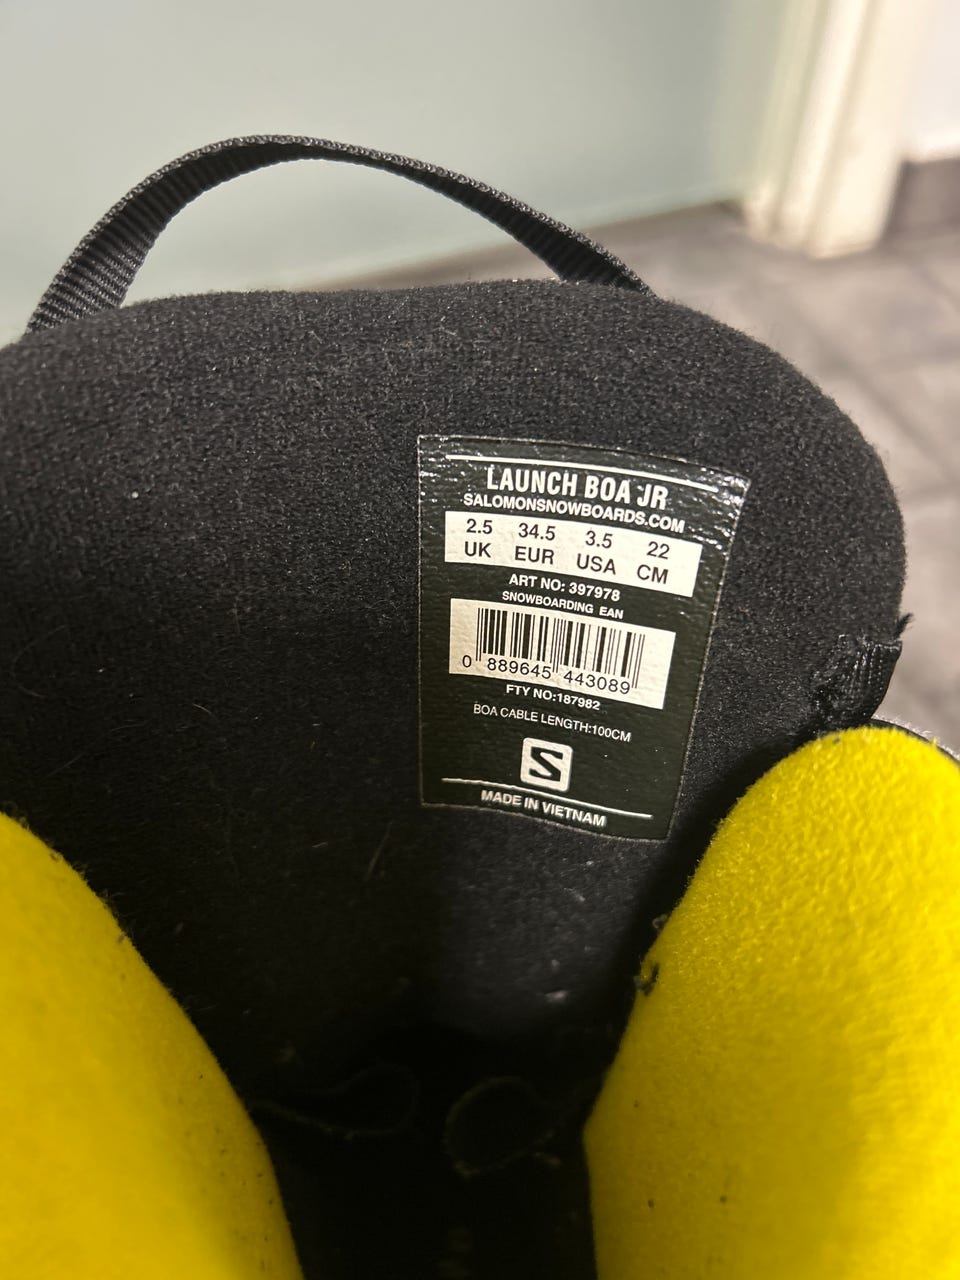 LAUNCH BOA JR
SALOMONSNOWBOARDS.COM
2.5 34.5 3.5 22
UK EUR USA CM
ART NO: 397978
SNOWBOARDING EAN
0 889645 443089
FTY NO:187982
BOA CABLE LENGTH:100CM
S
MADE IN VIETNAM